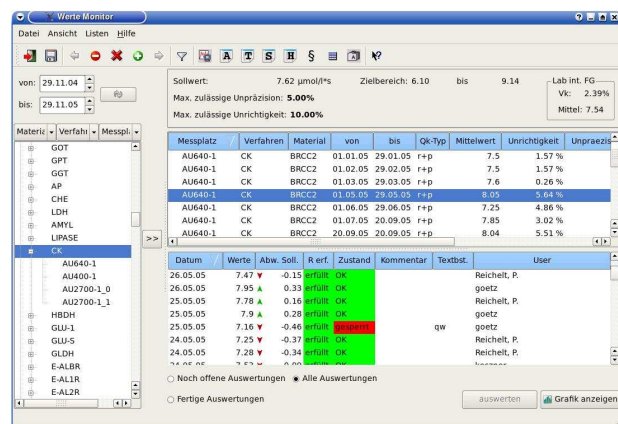 Werte Monitor
Datei Ansicht Listen Hilfe
A T S H §
von: 29.11.04
bis: 29.11.05
Sollwert: 7.62 µmol/l*s Zielbereich: 6.10 bis 9.14
Max. zulässige Unpräzision: 5.00%
Max. zulässige Unrichtigkeit: 10.00%
Lab int. FG
Vk: 2.39%
Mittel: 7.54
Materia Verfahr Messpl.
GOT
GPT
GGT
AP
CHE
LDH
AMYL
LIPASE
CK
AU640-1
AU400-1
AU2700-1_0
AU2700-1_1
HBDH
GLU-1
GLU-S
GLDH
E-ALBR
E-AL1R
E-AL2R
>>
Messplatz Verfahren Material von bis Qk-Typ Mittelwert Unrichtigkeit Unpraezis
AU640-1 CK BRCC2 01.01.05 29.01.05 r+p 7.5 1.57 %
AU640-1 CK BRCC2 01.02.05 29.02.05 r+p 7.5 1.57 %
AU640-1 CK BRCC2 01.03.05 29.03.05 r+p 7.6 0.26 %
AU640-1 CK BRCC2 01.05.05 29.05.05 r+p 8.05 5.64 %
AU640-1 CK BRCC2 01.06.05 29.06.05 r+p 7.25 4.86 %
AU640-1 CK BRCC2 01.07.05 20.09.05 r+p 7.85 3.02 %
AU640-1 CK BRCC2 20.09.05 20.09.05 r+p 8.04 5.51 %
Datum Werte Abw. Soll. R erf. Zustand Kommentar Textbst. User
26.05.05 7.47 -0.15 erfüllt OK Reichelt, P.
26.05.05 7.95 0.33 erfüllt OK goetz
25.05.05 7.78 0.16 erfüllt OK Reichelt, P.
25.05.05 7.9 0.28 erfüllt OK goetz
25.05.05 7.16 -0.46 erfüllt gesperrt qw goetz
24.05.05 7.25 -0.37 erfüllt OK Reichelt, P.
24.05.05 7.28 -0.34 erfüllt OK Reichelt, P.
Noch offene Auswertungen Alle Auswertungen
Fertige Auswertungen
auswerten Grafik anzeigen